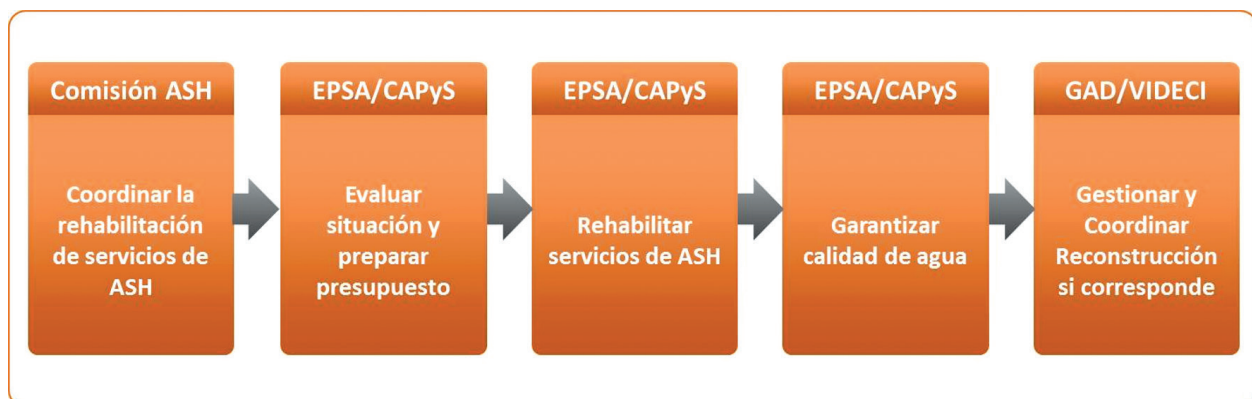 Comisión ASH
Coordinar la
rehabilitación
de servicios de
ASH
EPSA/CAPyS
Evaluar
situación y
preparar
presupuesto
EPSA/CAPyS
Rehabilitar
servicios de ASH
EPSA/CAPyS
Garantizar
calidad de agua
GAD/VIDECI
Gestionar y
Coordinar
Reconstrucción
si corresponde